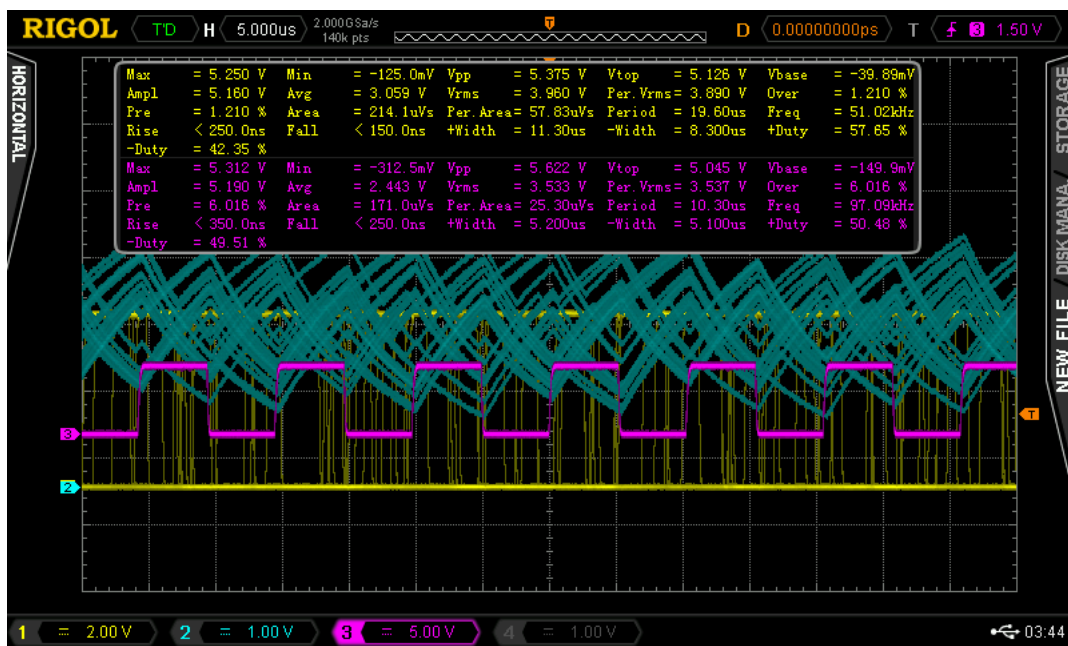 RIGOL T'D H 5.000us 2.000GSa/s 140k pts T D 0.00000000ps T 3 1.50 V
HORIZONTAL
Max = 5.250 V Min = -125.0mV Vpp = 5.375 V Vtop = 5.126 V Vbase = -39.89mV
Ampl = 5.160 V Avg = 3.059 V Vrms = 3.960 V Per.Vrms= 3.890 V Over = 1.210 %
Pre = 1.210 % Area = 214.1uVs Per.Area= 57.83uVs Period = 19.60us Freq = 51.02kHz
Rise < 250.0ns Fall < 150.0ns +Width = 11.30us -Width = 8.300us +Duty = 57.65 %
-Duty = 42.35 %
Max = 5.312 V Min = -312.5mV Vpp = 5.622 V Vtop = 5.045 V Vbase = -149.9mV
Ampl = 5.190 V Avg = 2.443 V Vrms = 3.533 V Per.Vrms= 3.537 V Over = 6.016 %
Pre = 6.016 % Area = 171.0uVs Per.Area= 25.30uVs Period = 10.30us Freq = 97.09kHz
Rise < 350.0ns Fall < 250.0ns +Width = 5.200us -Width = 5.100us +Duty = 50.48 %
-Duty = 49.51 %
NEW FILE / DISK MANA / STORAGE
T
3
2
1 = 2.00 V 2 = 1.00 V 3 = 5.00 V 4 = 1.00 V 03:44